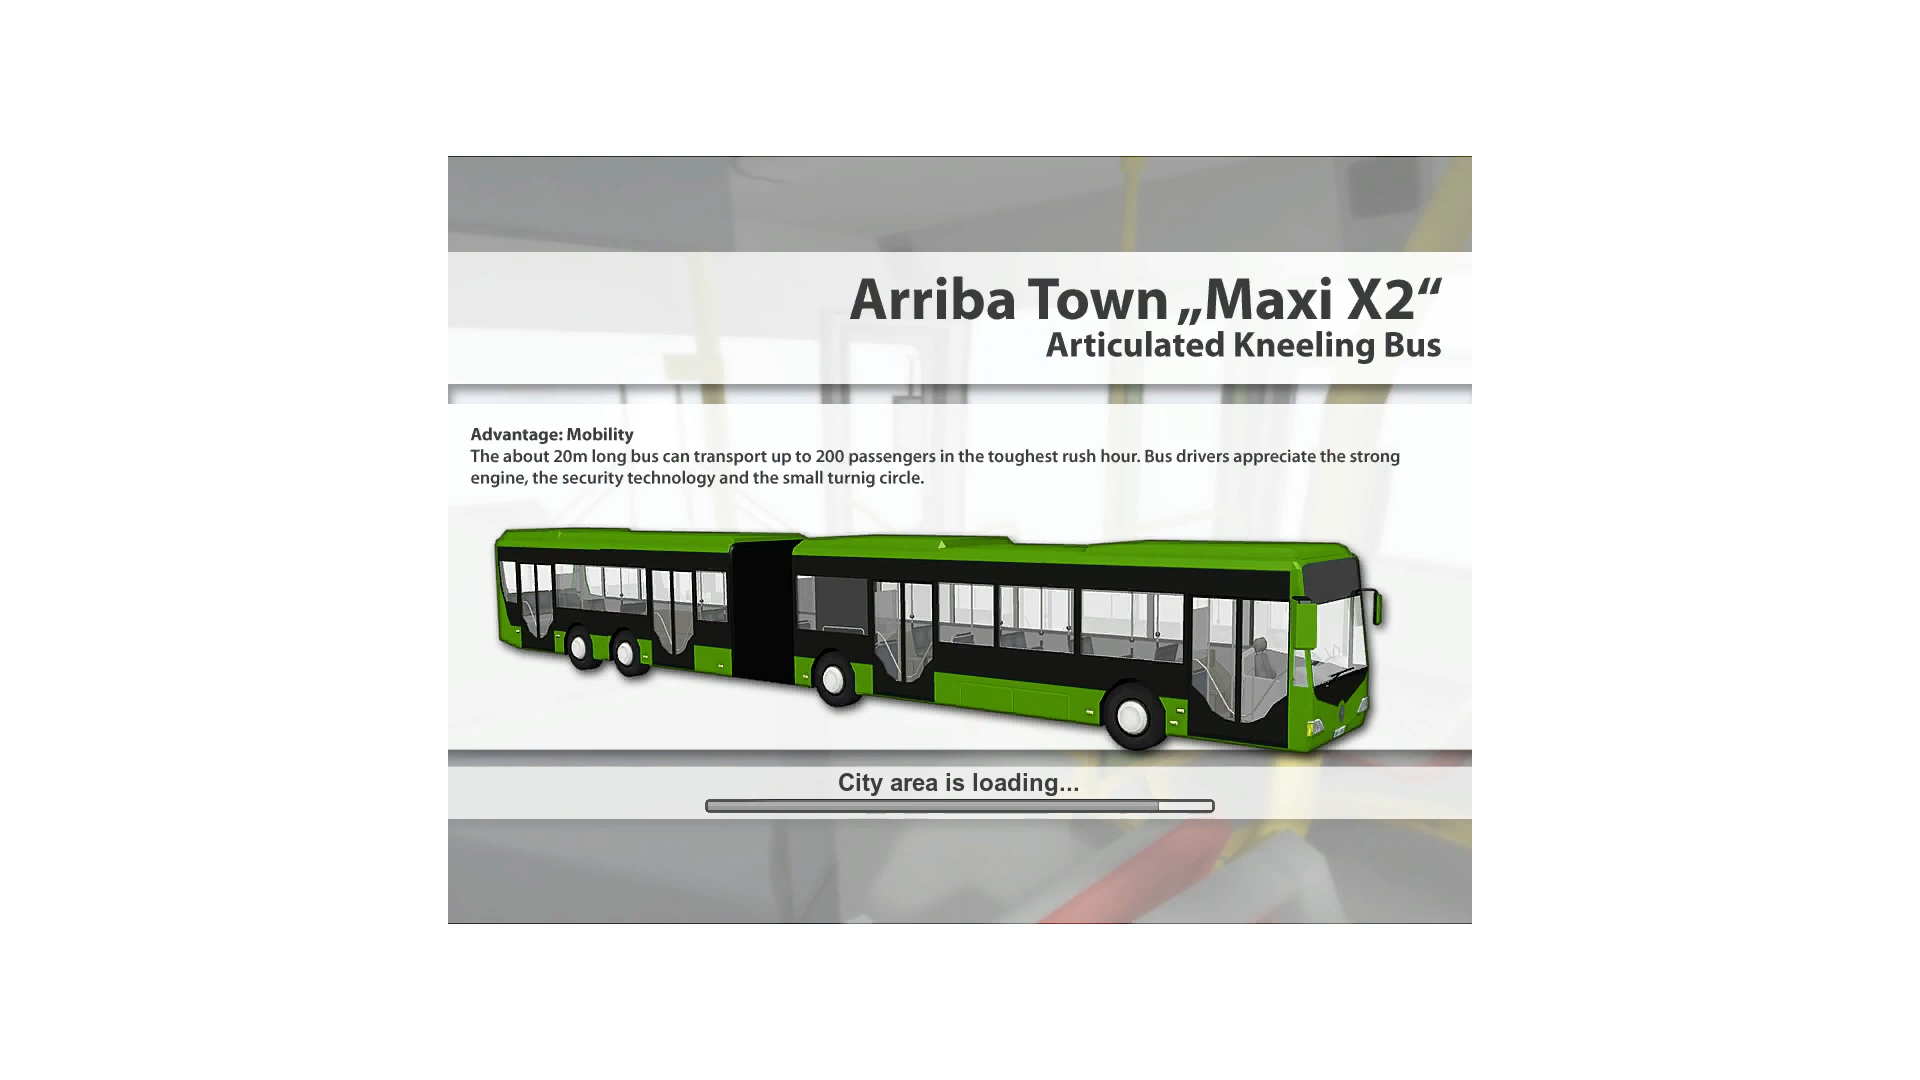 Arriba Town „Maxi X2“
Articulated Kneeling Bus
Advantage: Mobility
The about 20m long bus can transport up to 200 passengers in the toughest rush hour. Bus drivers appreciate the strong
engine, the security technology and the small turnig circle.
City area is loading...